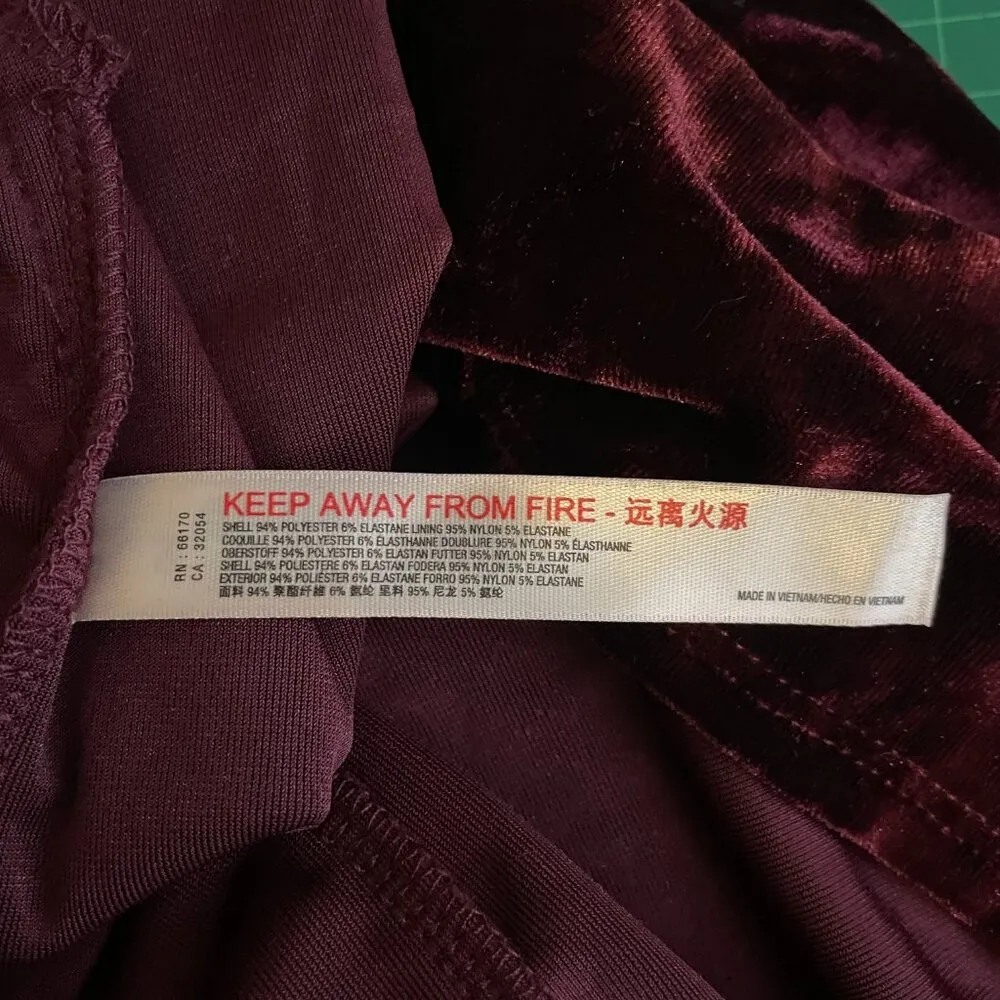 RN : 66170
CA : 32054
KEEP AWAY FROM FIRE - 远离火源
SHELL 94% POLYESTER 6% ELASTANE LINING 95% NYLON 5% ELASTANE
COQUILLE 94% POLYESTER 6% ÉLASTHANNE DOUBLURE 95% NYLON 5% ÉLASTHANNE
OBERSTOFF 94% POLYESTER 6% ELASTAN FUTTER 95% NYLON 5% ELASTAN
SHELL 94% POLIESTERE 6% ELASTAN FODERA 95% NYLON 5% ELASTAN
EXTERIOR 94% POLIÉSTER 6% ELASTANE FORRO 95% NYLON 5% ELASTANE
面料 94% 聚酯纤维 6% 氨纶 里料 95% 尼龙 5% 氨纶
MADE IN VIETNAM/HECHO EN VIETNAM